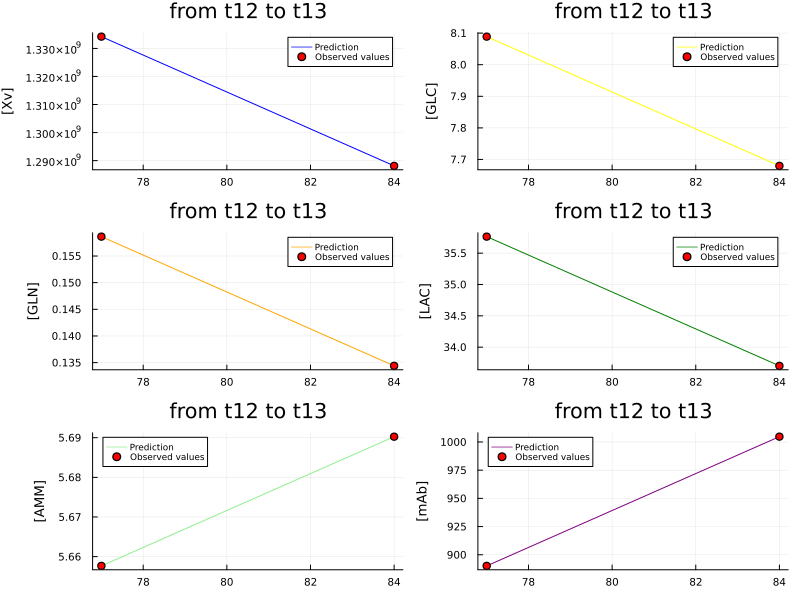 from t12 to t13
[Xv]
1.330×10⁹
1.320×10⁹
1.310×10⁹
1.300×10⁹
1.290×10⁹
Prediction
Observed values
78 80 82 84
from t12 to t13
[GLC]
8.1
8.0
7.9
7.8
7.7
Prediction
Observed values
78 80 82 84
from t12 to t13
[GLN]
0.155
0.150
0.145
0.140
0.135
Prediction
Observed values
78 80 82 84
from t12 to t13
[LAC]
35.5
35.0
34.5
34.0
Prediction
Observed values
78 80 82 84
from t12 to t13
[AMM]
5.69
5.68
5.67
5.66
Prediction
Observed values
78 80 82 84
from t12 to t13
[mAb]
1000
975
950
925
900
Prediction
Observed values
78 80 82 84